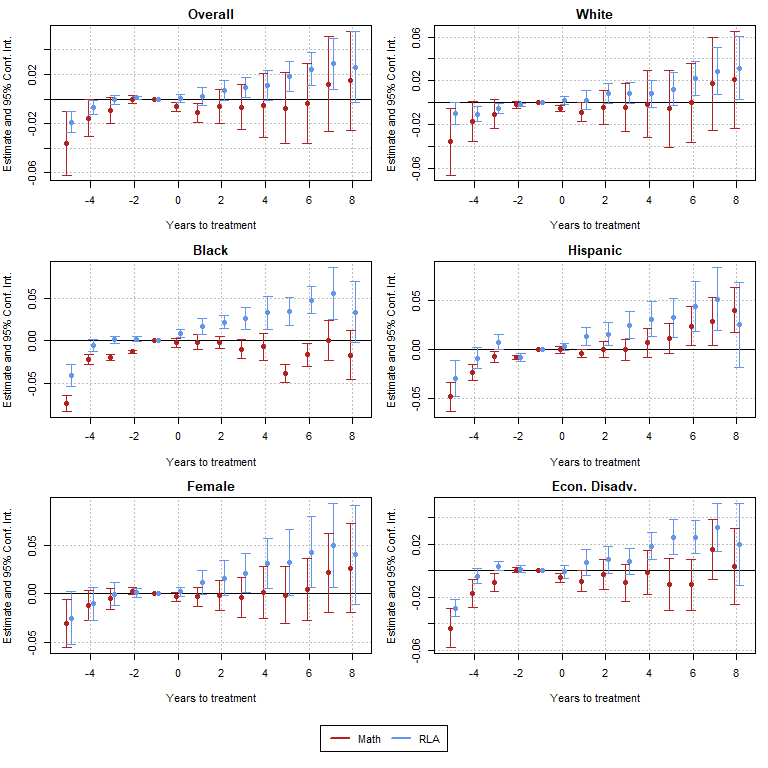 Overall
White
Estimate and 95% Conf. Int.
-0.06 -0.02 0.02
-4 -2 0 2 4 6 8
Years to treatment
Estimate and 95% Conf. Int.
-0.06 -0.02 0.02 0.06
-4 -2 0 2 4 6 8
Years to treatment
Black
Hispanic
Estimate and 95% Conf. Int.
-0.05 0.00 0.05
-4 -2 0 2 4 6 8
Years to treatment
Estimate and 95% Conf. Int.
-0.05 0.00 0.05
-4 -2 0 2 4 6 8
Years to treatment
Female
Econ. Disadv.
Estimate and 95% Conf. Int.
-0.05 0.00 0.05
-4 -2 0 2 4 6 8
Years to treatment
Estimate and 95% Conf. Int.
-0.06 -0.02 0.02
-4 -2 0 2 4 6 8
Years to treatment
Math RLA